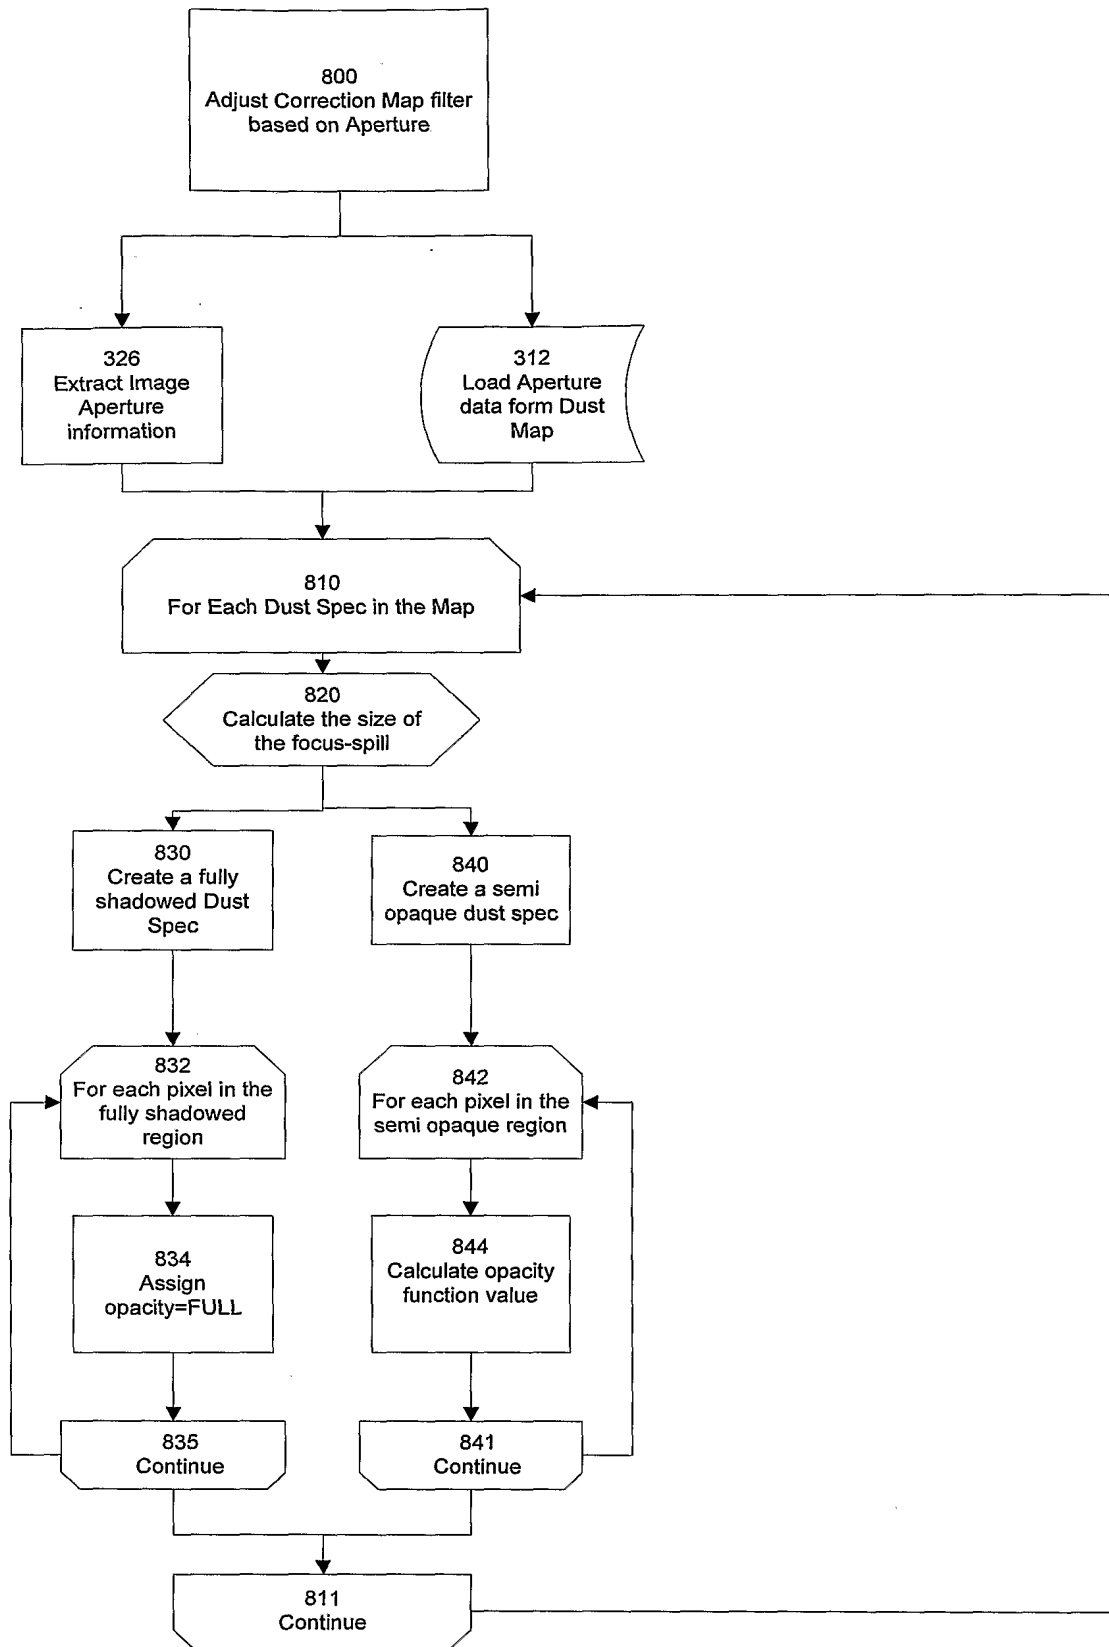 800
Adjust Correction Map filter
based on Aperture
326
Extract Image
Aperture
information
312
Load Aperture
data form Dust
Map
810
For Each Dust Spec in the Map
820
Calculate the size of
the focus-spill
830
Create a fully
shadowed Dust
Spec
840
Create a semi
opaque dust spec
832
For each pixel in the
fully shadowed
region
842
For each pixel in the
semi opaque region
834
Assign
opacity=FULL
844
Calculate opacity
function value
835
Continue
841
Continue
811
Continue